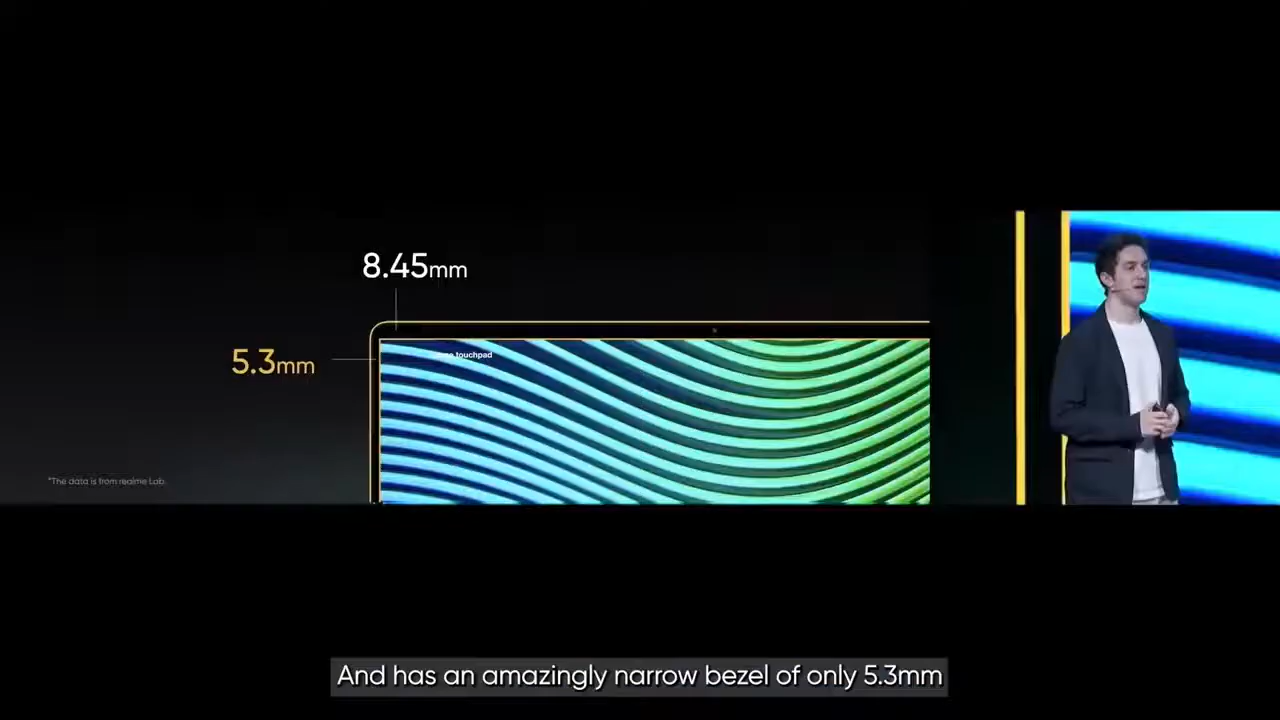 8.45mm
5.3mm
touchpad
*The data is from realme Lab.
And has an amazingly narrow bezel of only 5.3mm